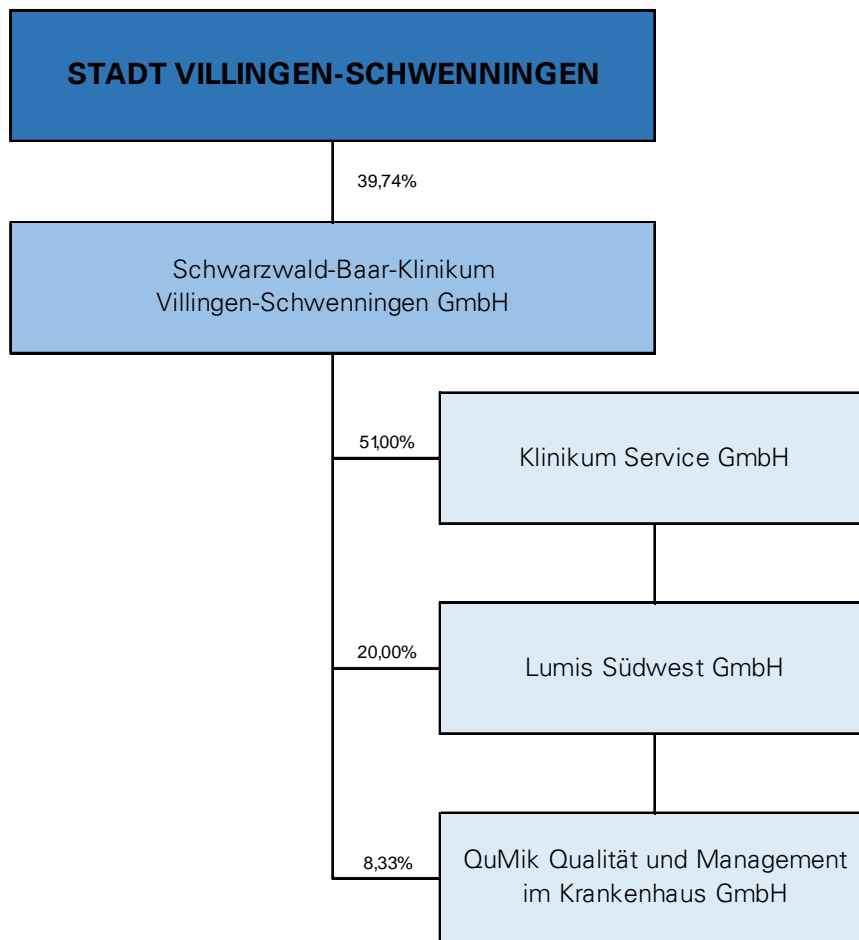 STADT VILLINGEN-SCHWENNINGEN
39,74%
Schwarzwald-Baar-Klinikum
Villingen-Schwenningen GmbH
51,00%
Klinikum Service GmbH
20,00%
Lumis Südwest GmbH
8,33%
QuMik Qualität und Management
im Krankenhaus GmbH